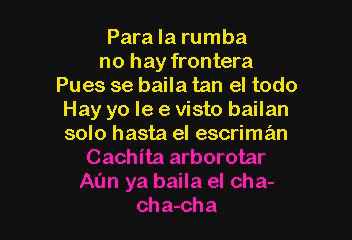 Para la rumba
no hay frontera
Pues se baila tan el todo
Hay yo le e visto bailan
solo hasta el escrimán
Cachíta arborotar
Aún ya baila el cha-
cha-cha